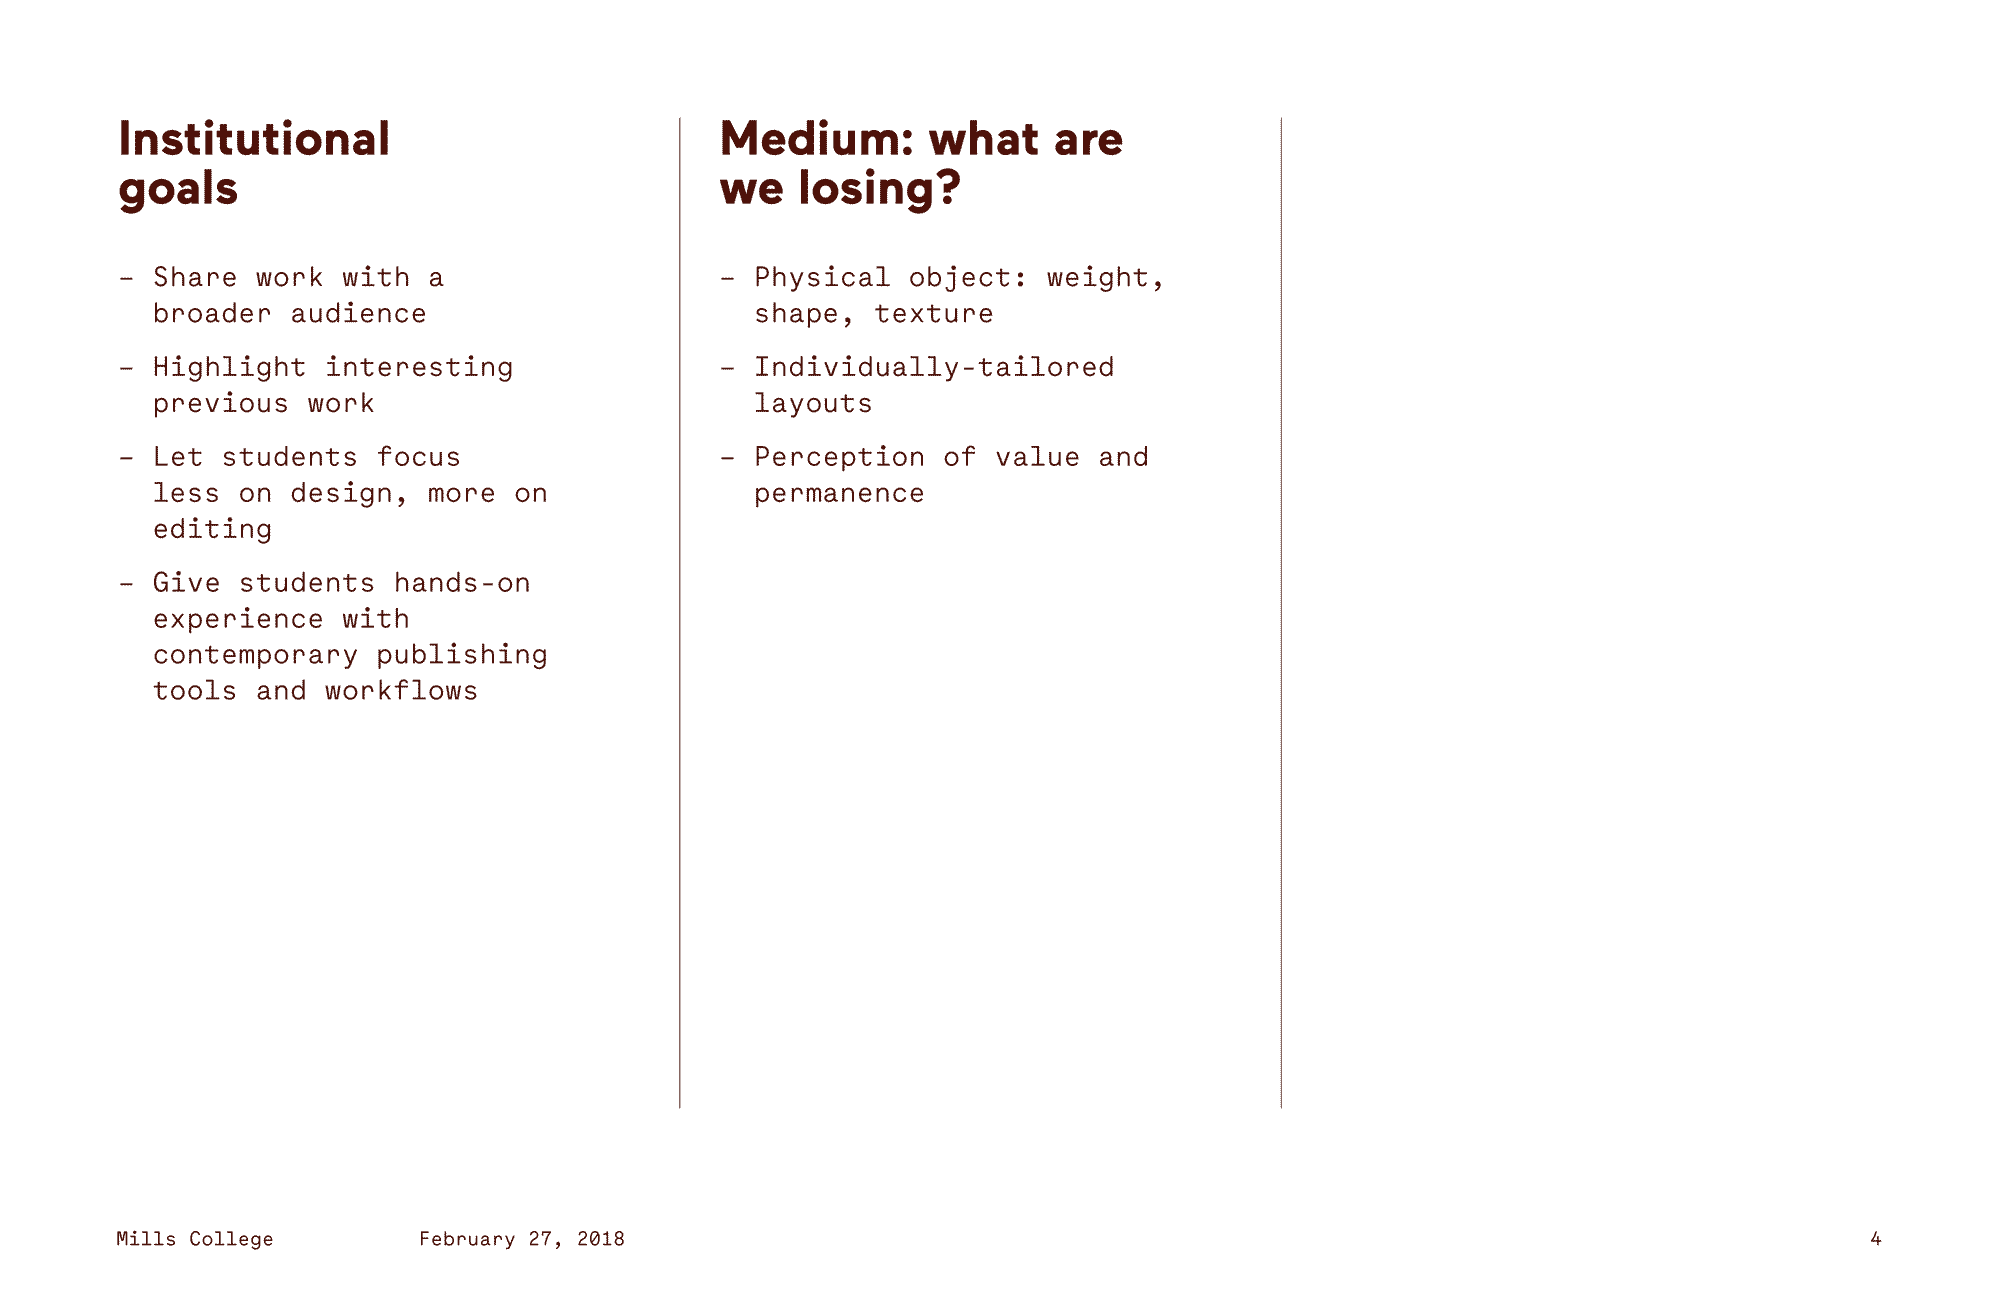 Institutional
goals
– Share work with a
broader audience
– Highlight interesting
previous work
– Let students focus
less on design, more on
editing
– Give students hands-on
experience with
contemporary publishing
tools and workflows
Medium: what are
we losing?
– Physical object: weight,
shape, texture
– Individually-tailored
layouts
– Perception of value and
permanence
Mills College
February 27, 2018
4